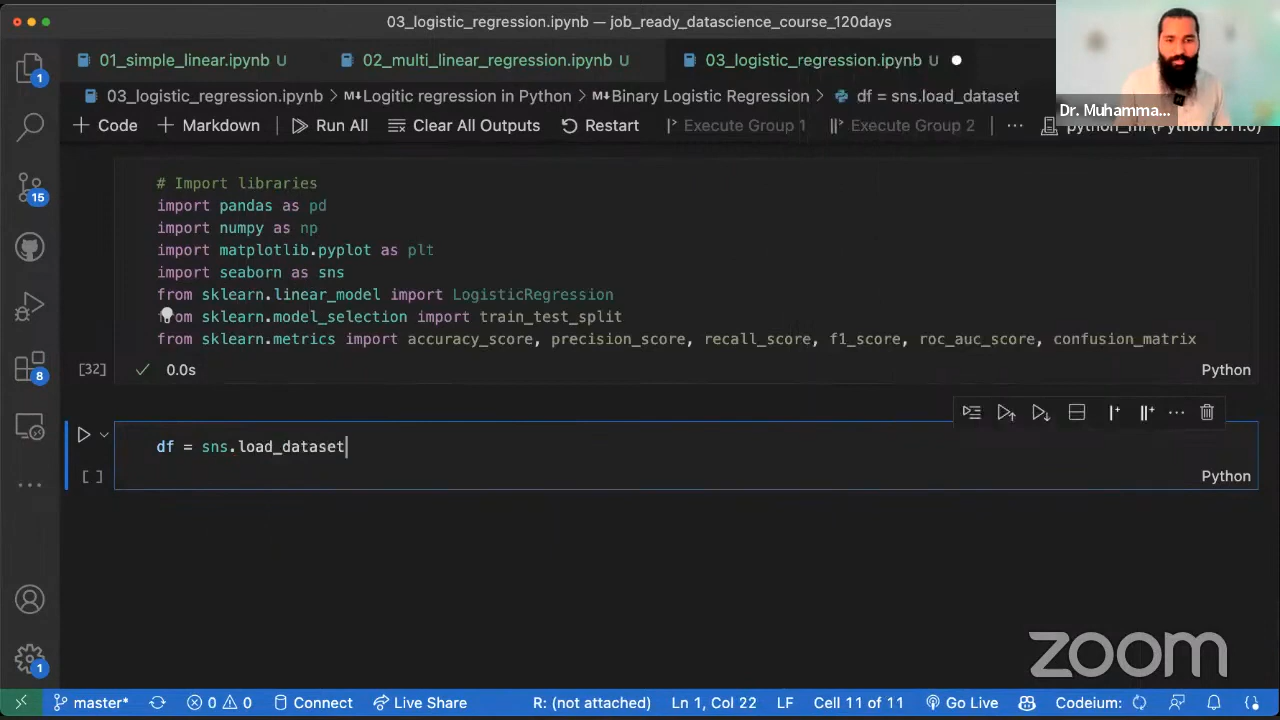 03_logistic_regression.ipynb — job_ready_datascience_course_120days
01_simple_linear.ipynb U
02_multi_linear_regression.ipynb U
03_logistic_regression.ipynb U
03_logistic_regression.ipynb > M↓Logitic regression in Python > M↓Binary Logistic Regression > df = sns.load_dataset
Dr. Muhamma...
+ Code + Markdown Run All Clear All Outputs Restart Execute Group 1 Execute Group 2 ...
# Import libraries
import pandas as pd
import numpy as np
import matplotlib.pyplot as plt
import seaborn as sns
from sklearn.linear_model import LogisticRegression
from sklearn.model_selection import train_test_split
from sklearn.metrics import accuracy_score, precision_score, recall_score, f1_score, roc_auc_score, confusion_matrix
[32] 0.0s Python
df = sns.load_dataset
[ ] Python
1
15
8
1
zoom
master* 0 0 Connect Live Share R: (not attached) Ln 1, Col 22 LF Cell 11 of 11 Go Live Codeium: